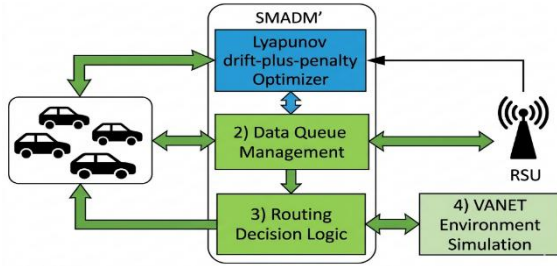 SMADM’
Lyapunov
drift-plus-penalty
Optimizer
2) Data Queue
Management
RSU
3) Routing
Decision Logic
4) VANET
Environment
Simulation